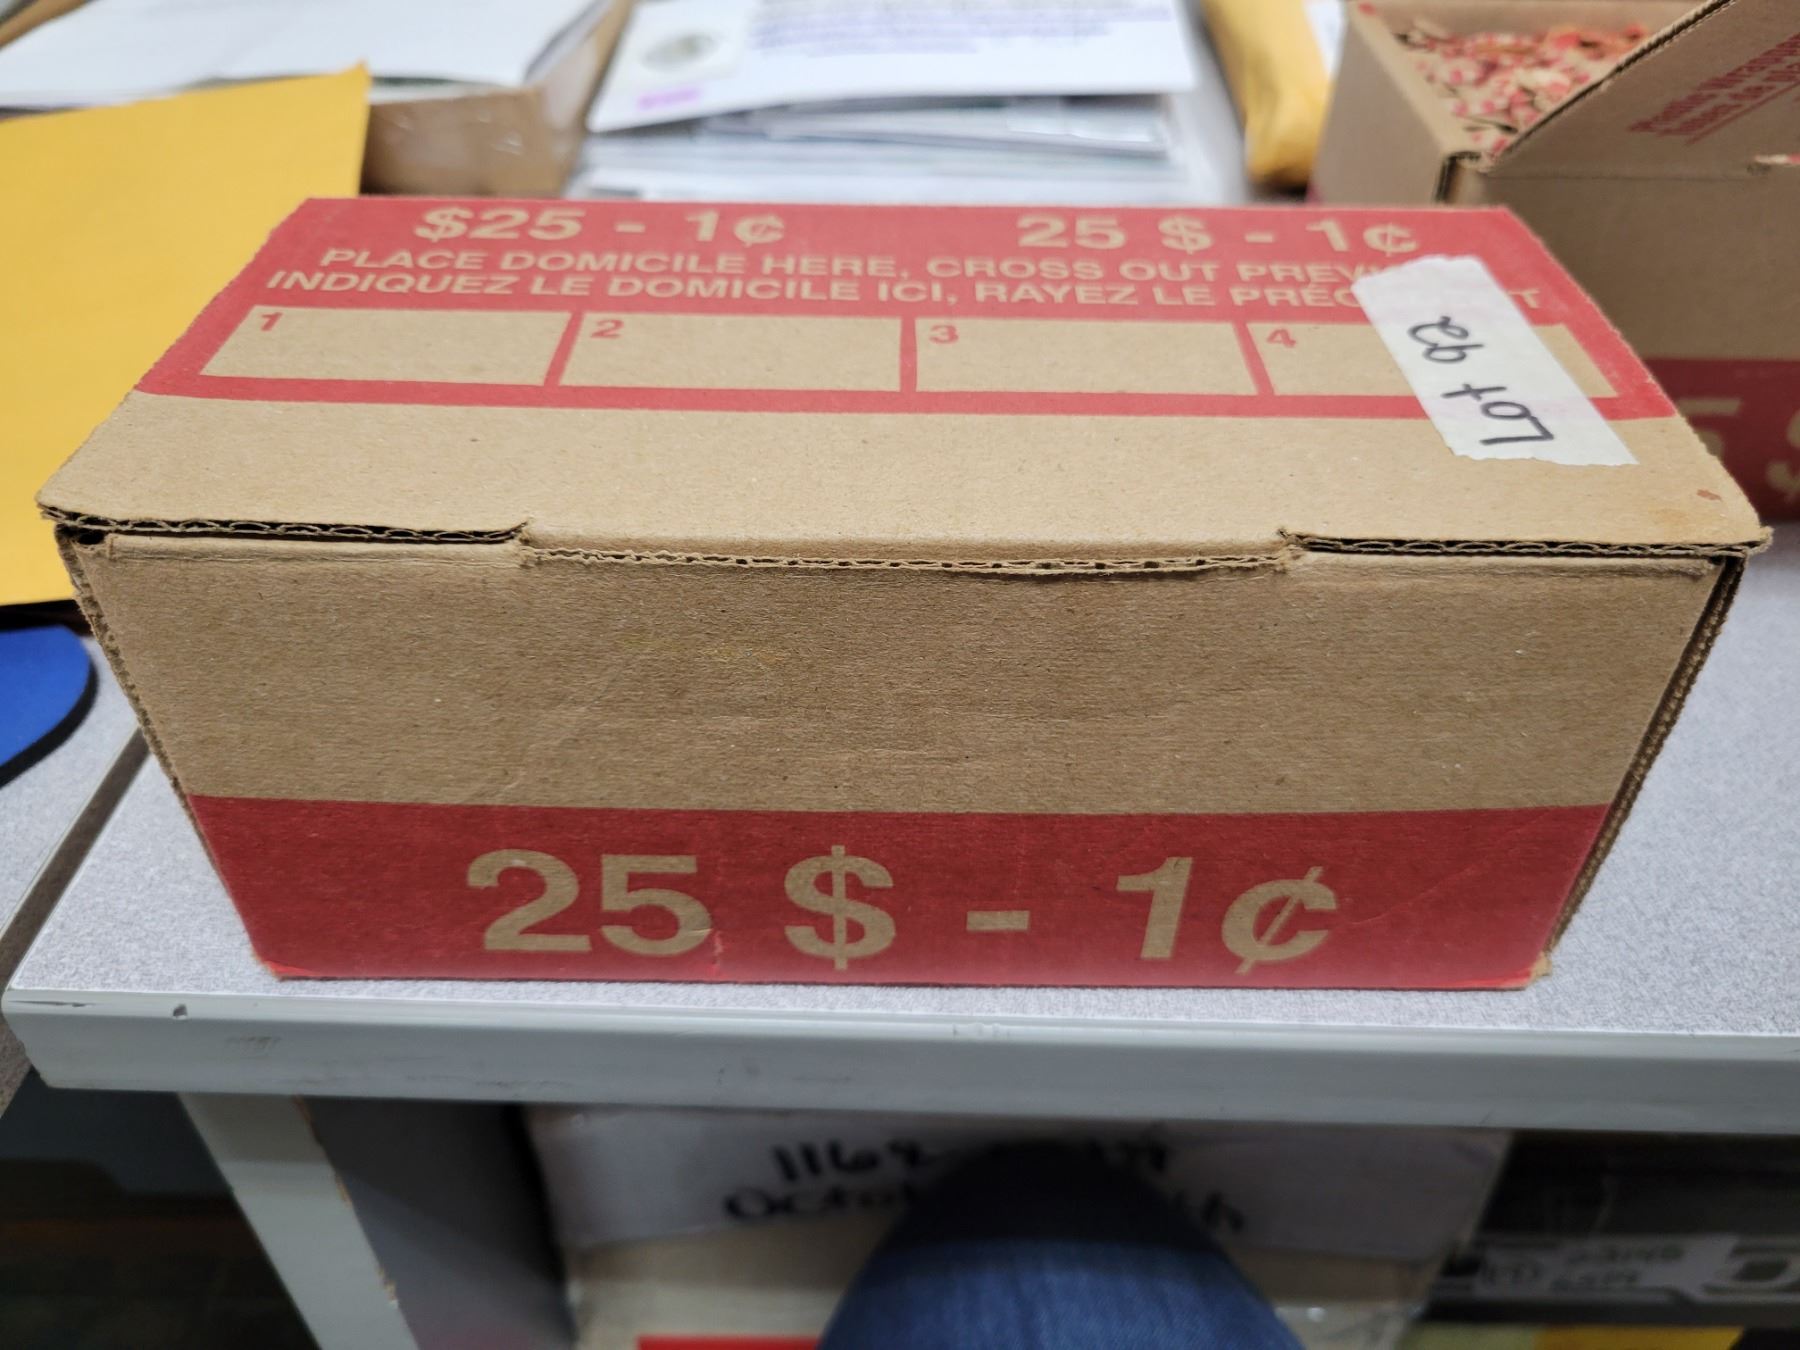 $25 - 1¢ 25 $ - 1¢
PLACE DOMICILE HERE, CROSS OUT
INDIQUEZ LE DOMICILE ICI, RAYEZ LE
1 2 3 4
Lot 92
25 $ - 1¢